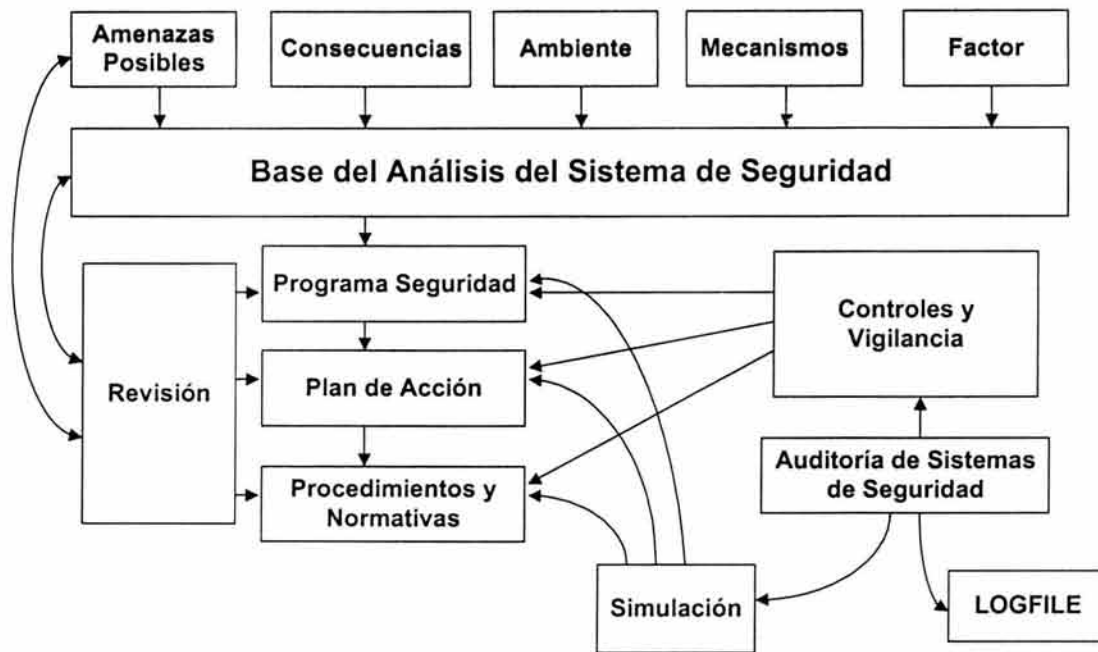 Amenazas
Posibles
Consecuencias
Ambiente
Mecanismos
Factor
Base del Análisis del Sistema de Seguridad
Programa Seguridad
Controles y
Vigilancia
Revisión
Plan de Acción
Procedimientos y
Normativas
Auditoría de Sistemas
de Seguridad
Simulación
LOGFILE